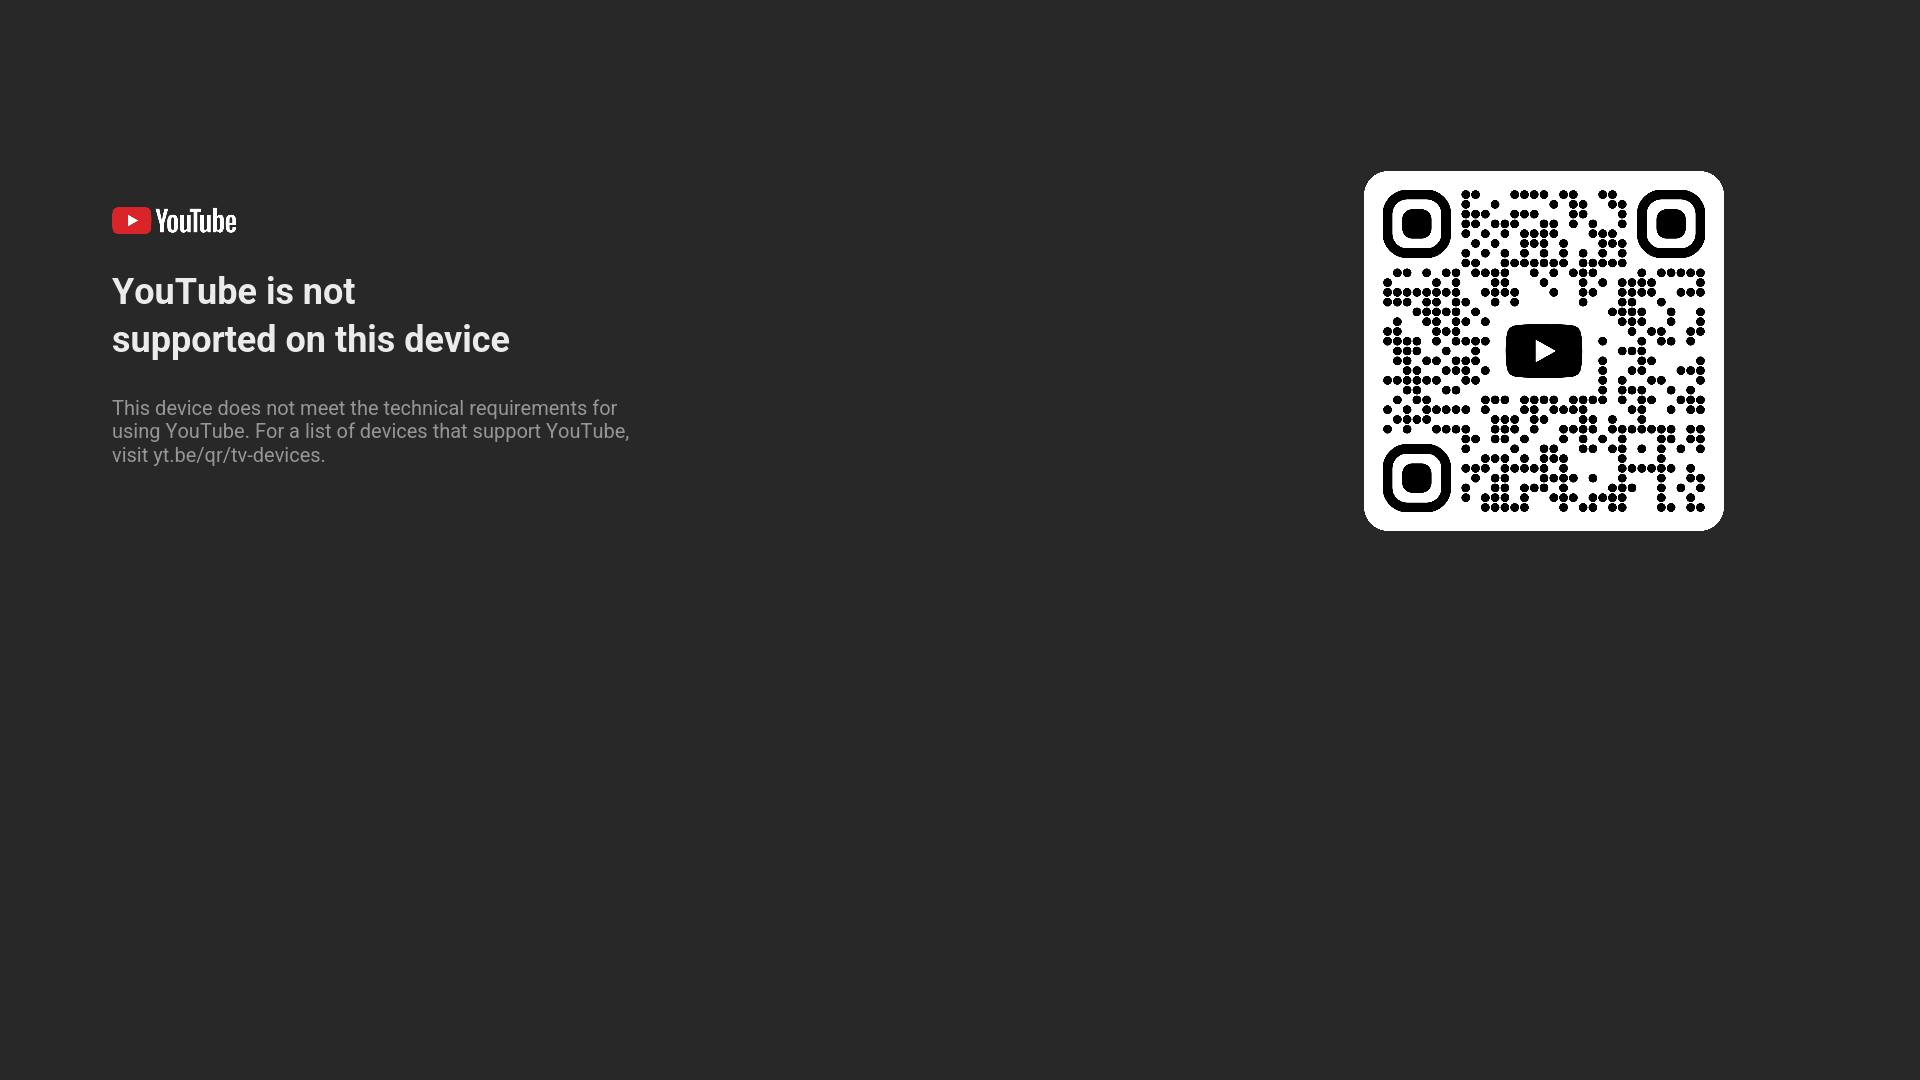 YouTube
YouTube is not
supported on this device
This device does not meet the technical requirements for
using YouTube. For a list of devices that support YouTube,
visit yt.be/qr/tv-devices.